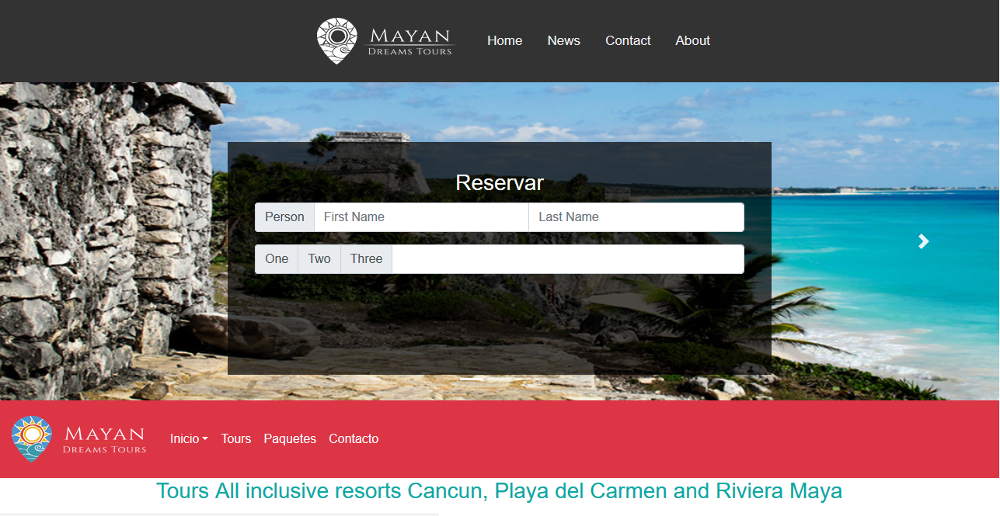 MAYAN
DREAMS TOURS
Home News Contact About
Reservar
Person First Name Last Name
One Two Three
MAYAN
DREAMS TOURS
Inicio Tours Paquetes Contacto
Tours All inclusive resorts Cancun, Playa del Carmen and Riviera Maya